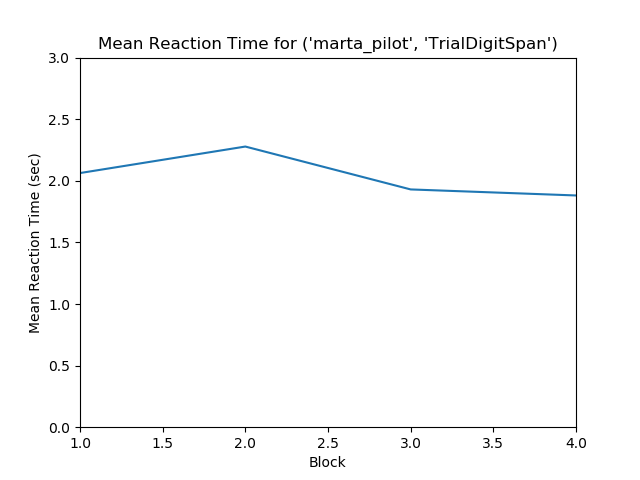 Mean Reaction Time for ('marta_pilot', 'TrialDigitSpan')
3.0
2.5
2.0
1.5
1.0
0.5
0.0
Mean Reaction Time (sec)
1.0 1.5 2.0 2.5 3.0 3.5 4.0
Block